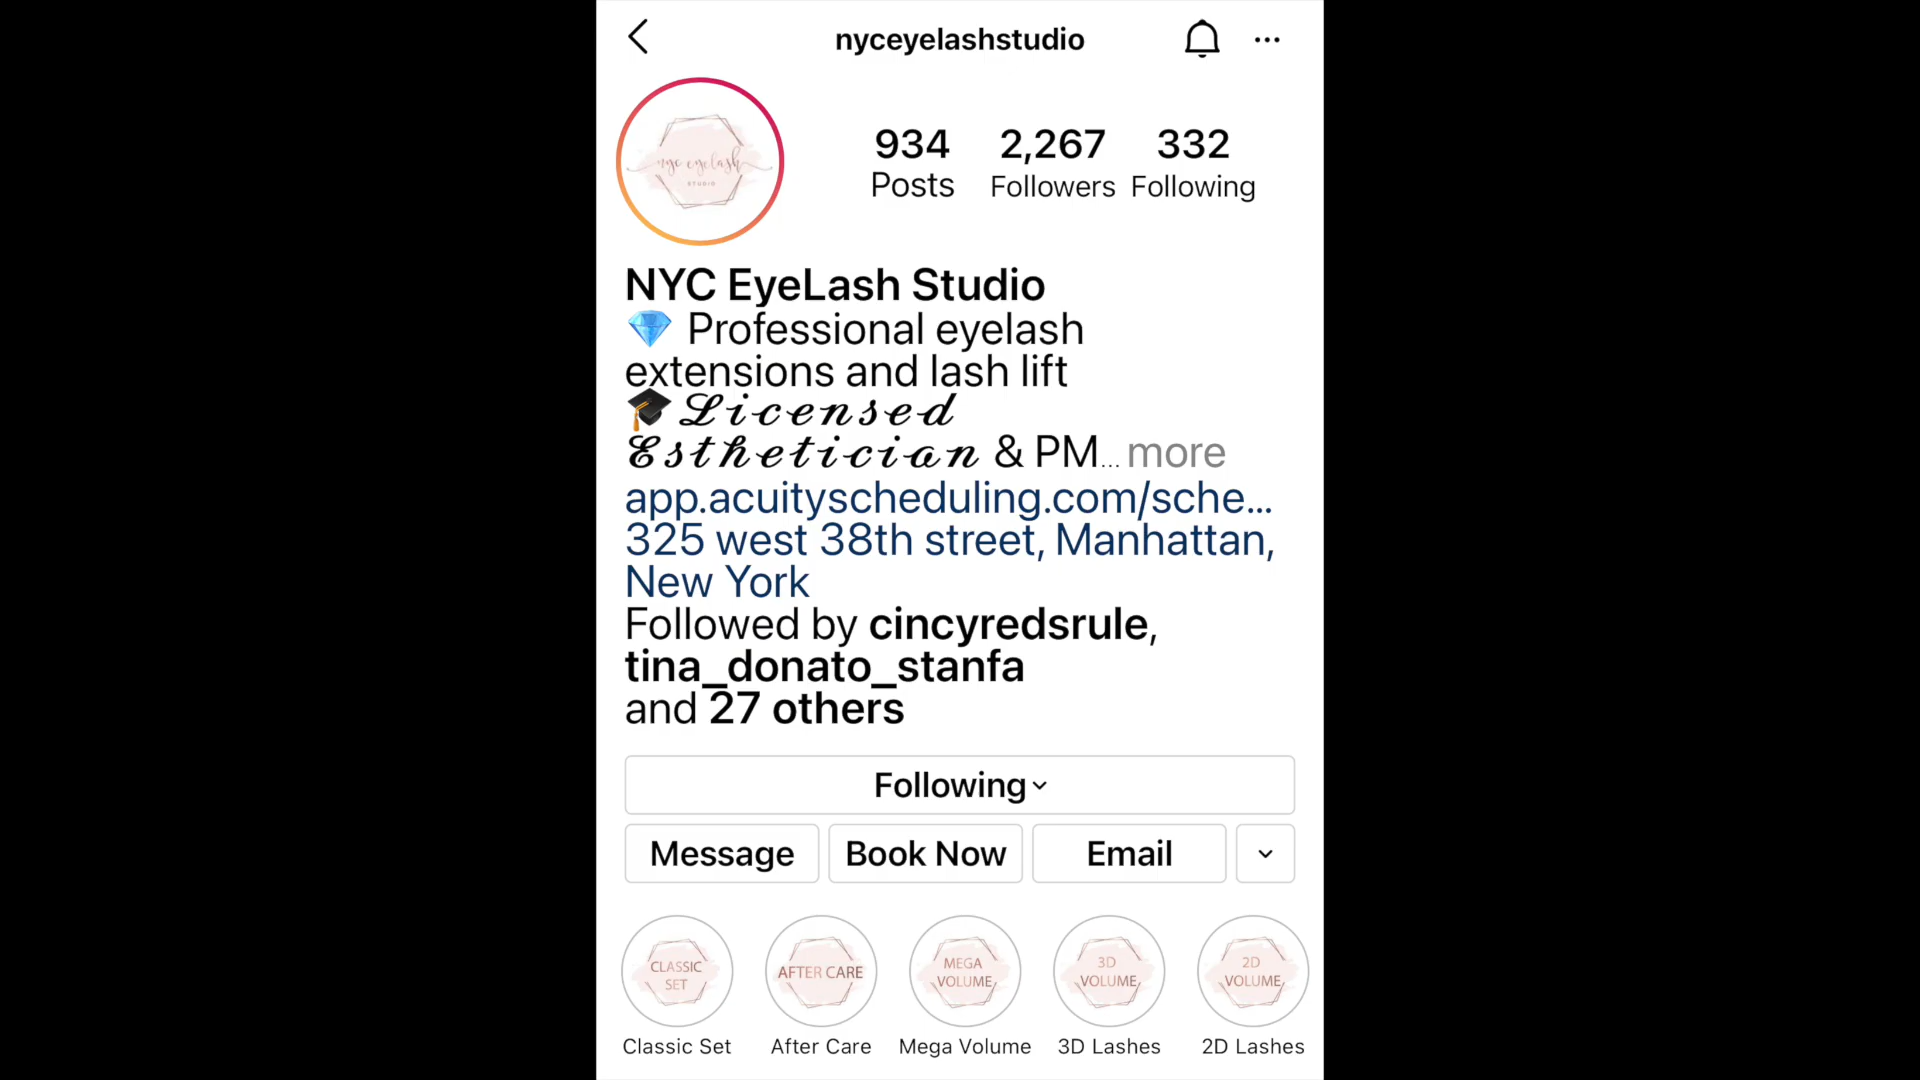 nyceyelashstudio
nyc eyelash
STUDIO
934 2,267 332
Posts Followers Following
NYC EyeLash Studio
💎 Professional eyelash
extensions and lash lift
🎓𝓛𝓲𝓬𝓮𝓷𝓼𝓮𝓭
𝓔𝓼𝓽𝓱𝓮𝓽𝓲𝓬𝓲𝓪𝓷 & PM... more
app.acuityscheduling.com/sche...
325 west 38th street, Manhattan,
New York
Followed by cincyredsrule,
tina_donato_stanfa
and 27 others
Following
Message Book Now Email
CLASSIC
SET
AFTER CARE
MEGA
VOLUME
3D
VOLUME
2D
VOLUME
Classic Set After Care Mega Volume 3D Lashes 2D Lashes